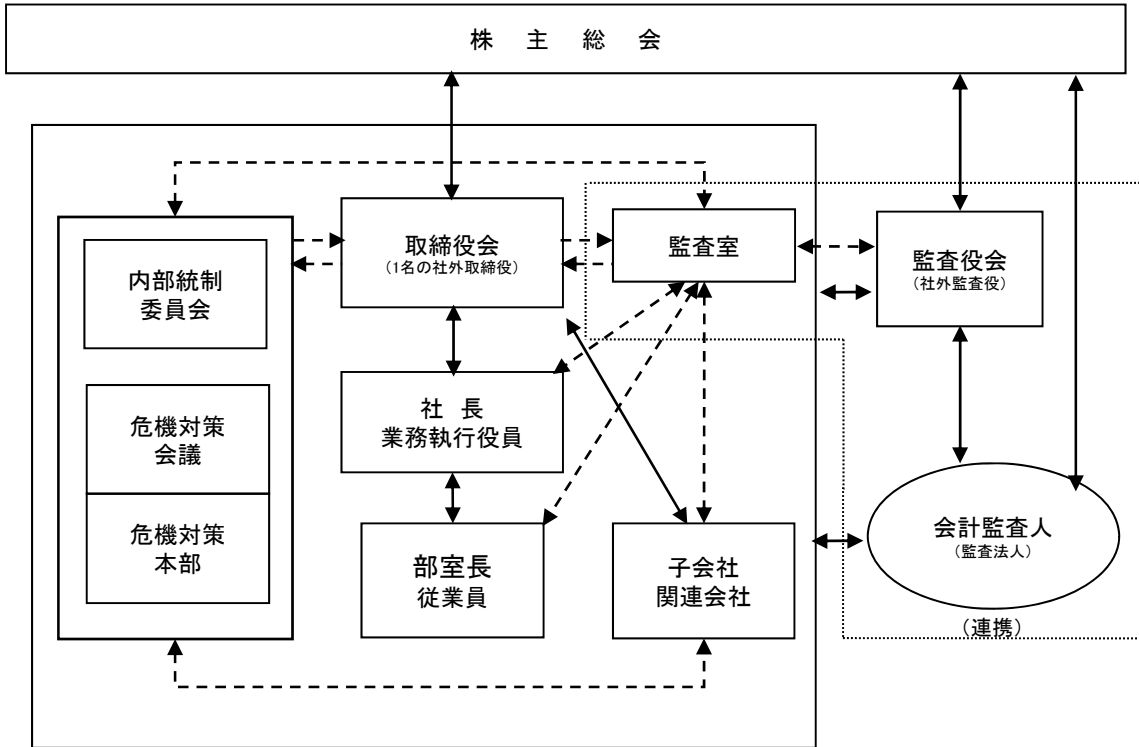 株 主 総 会
取締役会
(1名の社外取締役)
監査室
監査役会
(社外監査役)
内部統制
委員会
社 長
業務執行役員
危機対策
会議
危機対策
本部
部室長
従業員
子会社
関連会社
会計監査人
(監査法人)
(連携)